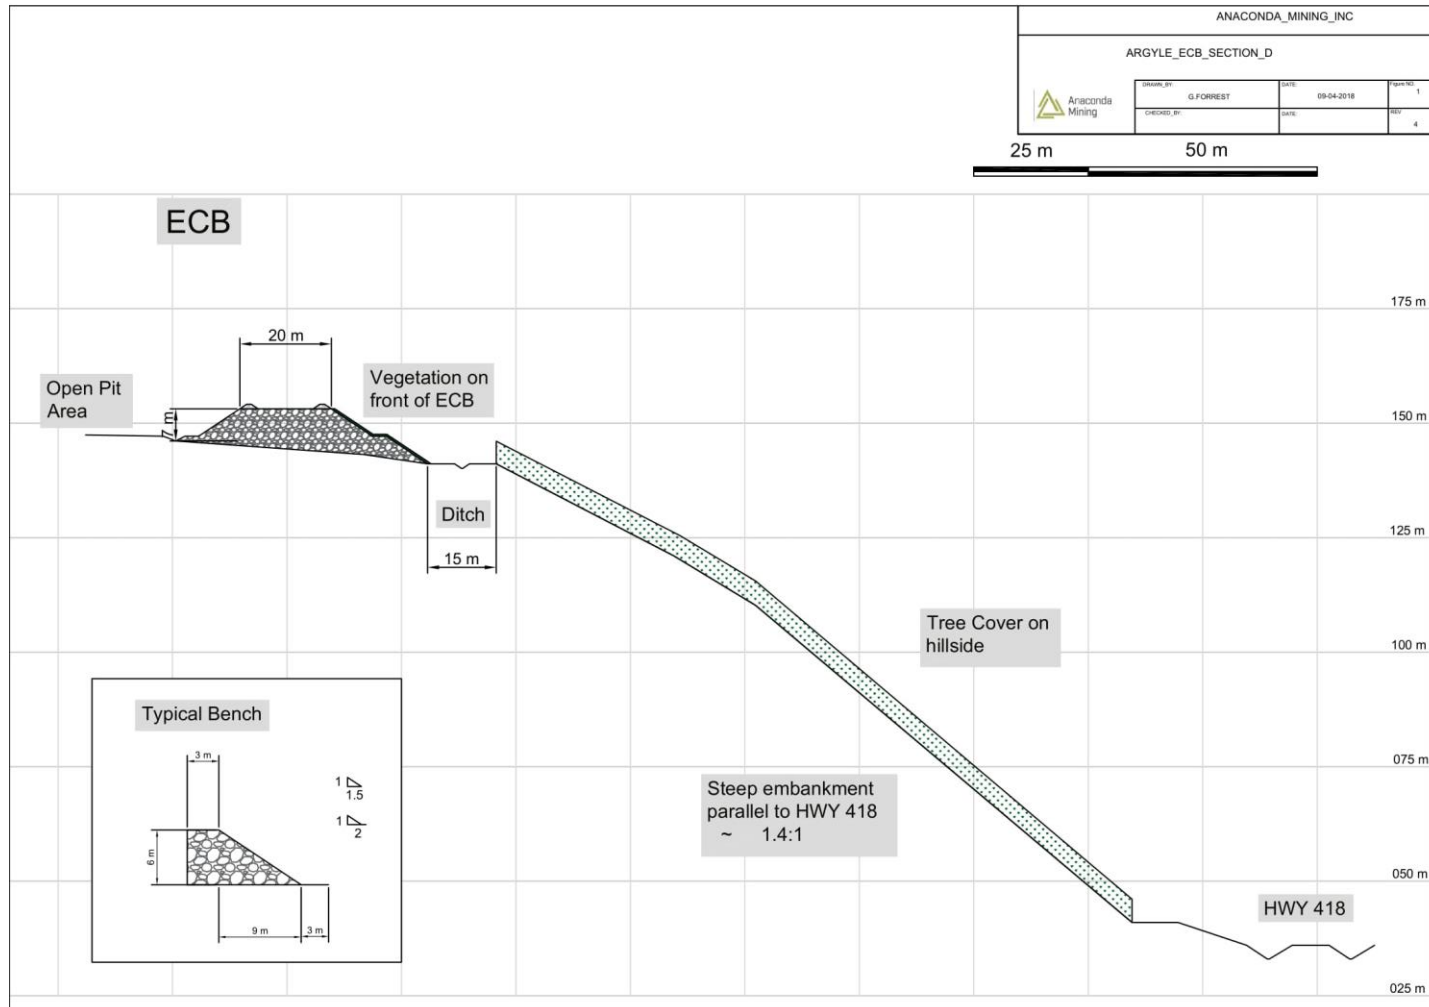 ANACONDA_MINING_INC
ARGYLE_ECB_SECTION_D
Anaconda
Mining
DRAWN_BY:
G.FORREST
DATE:
09-04-2018
Figure NO:
1
CHECKED_BY:
DATE:
REV
4
25 m
50 m
ECB
175 m
20 m
Open Pit
Area
7 m
Vegetation on
front of ECB
150 m
Ditch
15 m
125 m
Tree Cover on
hillside
100 m
Typical Bench
3 m
1
1.5
1
2
6 m
9 m
3 m
Steep embankment
parallel to HWY 418
~ 1.4:1
075 m
050 m
HWY 418
025 m